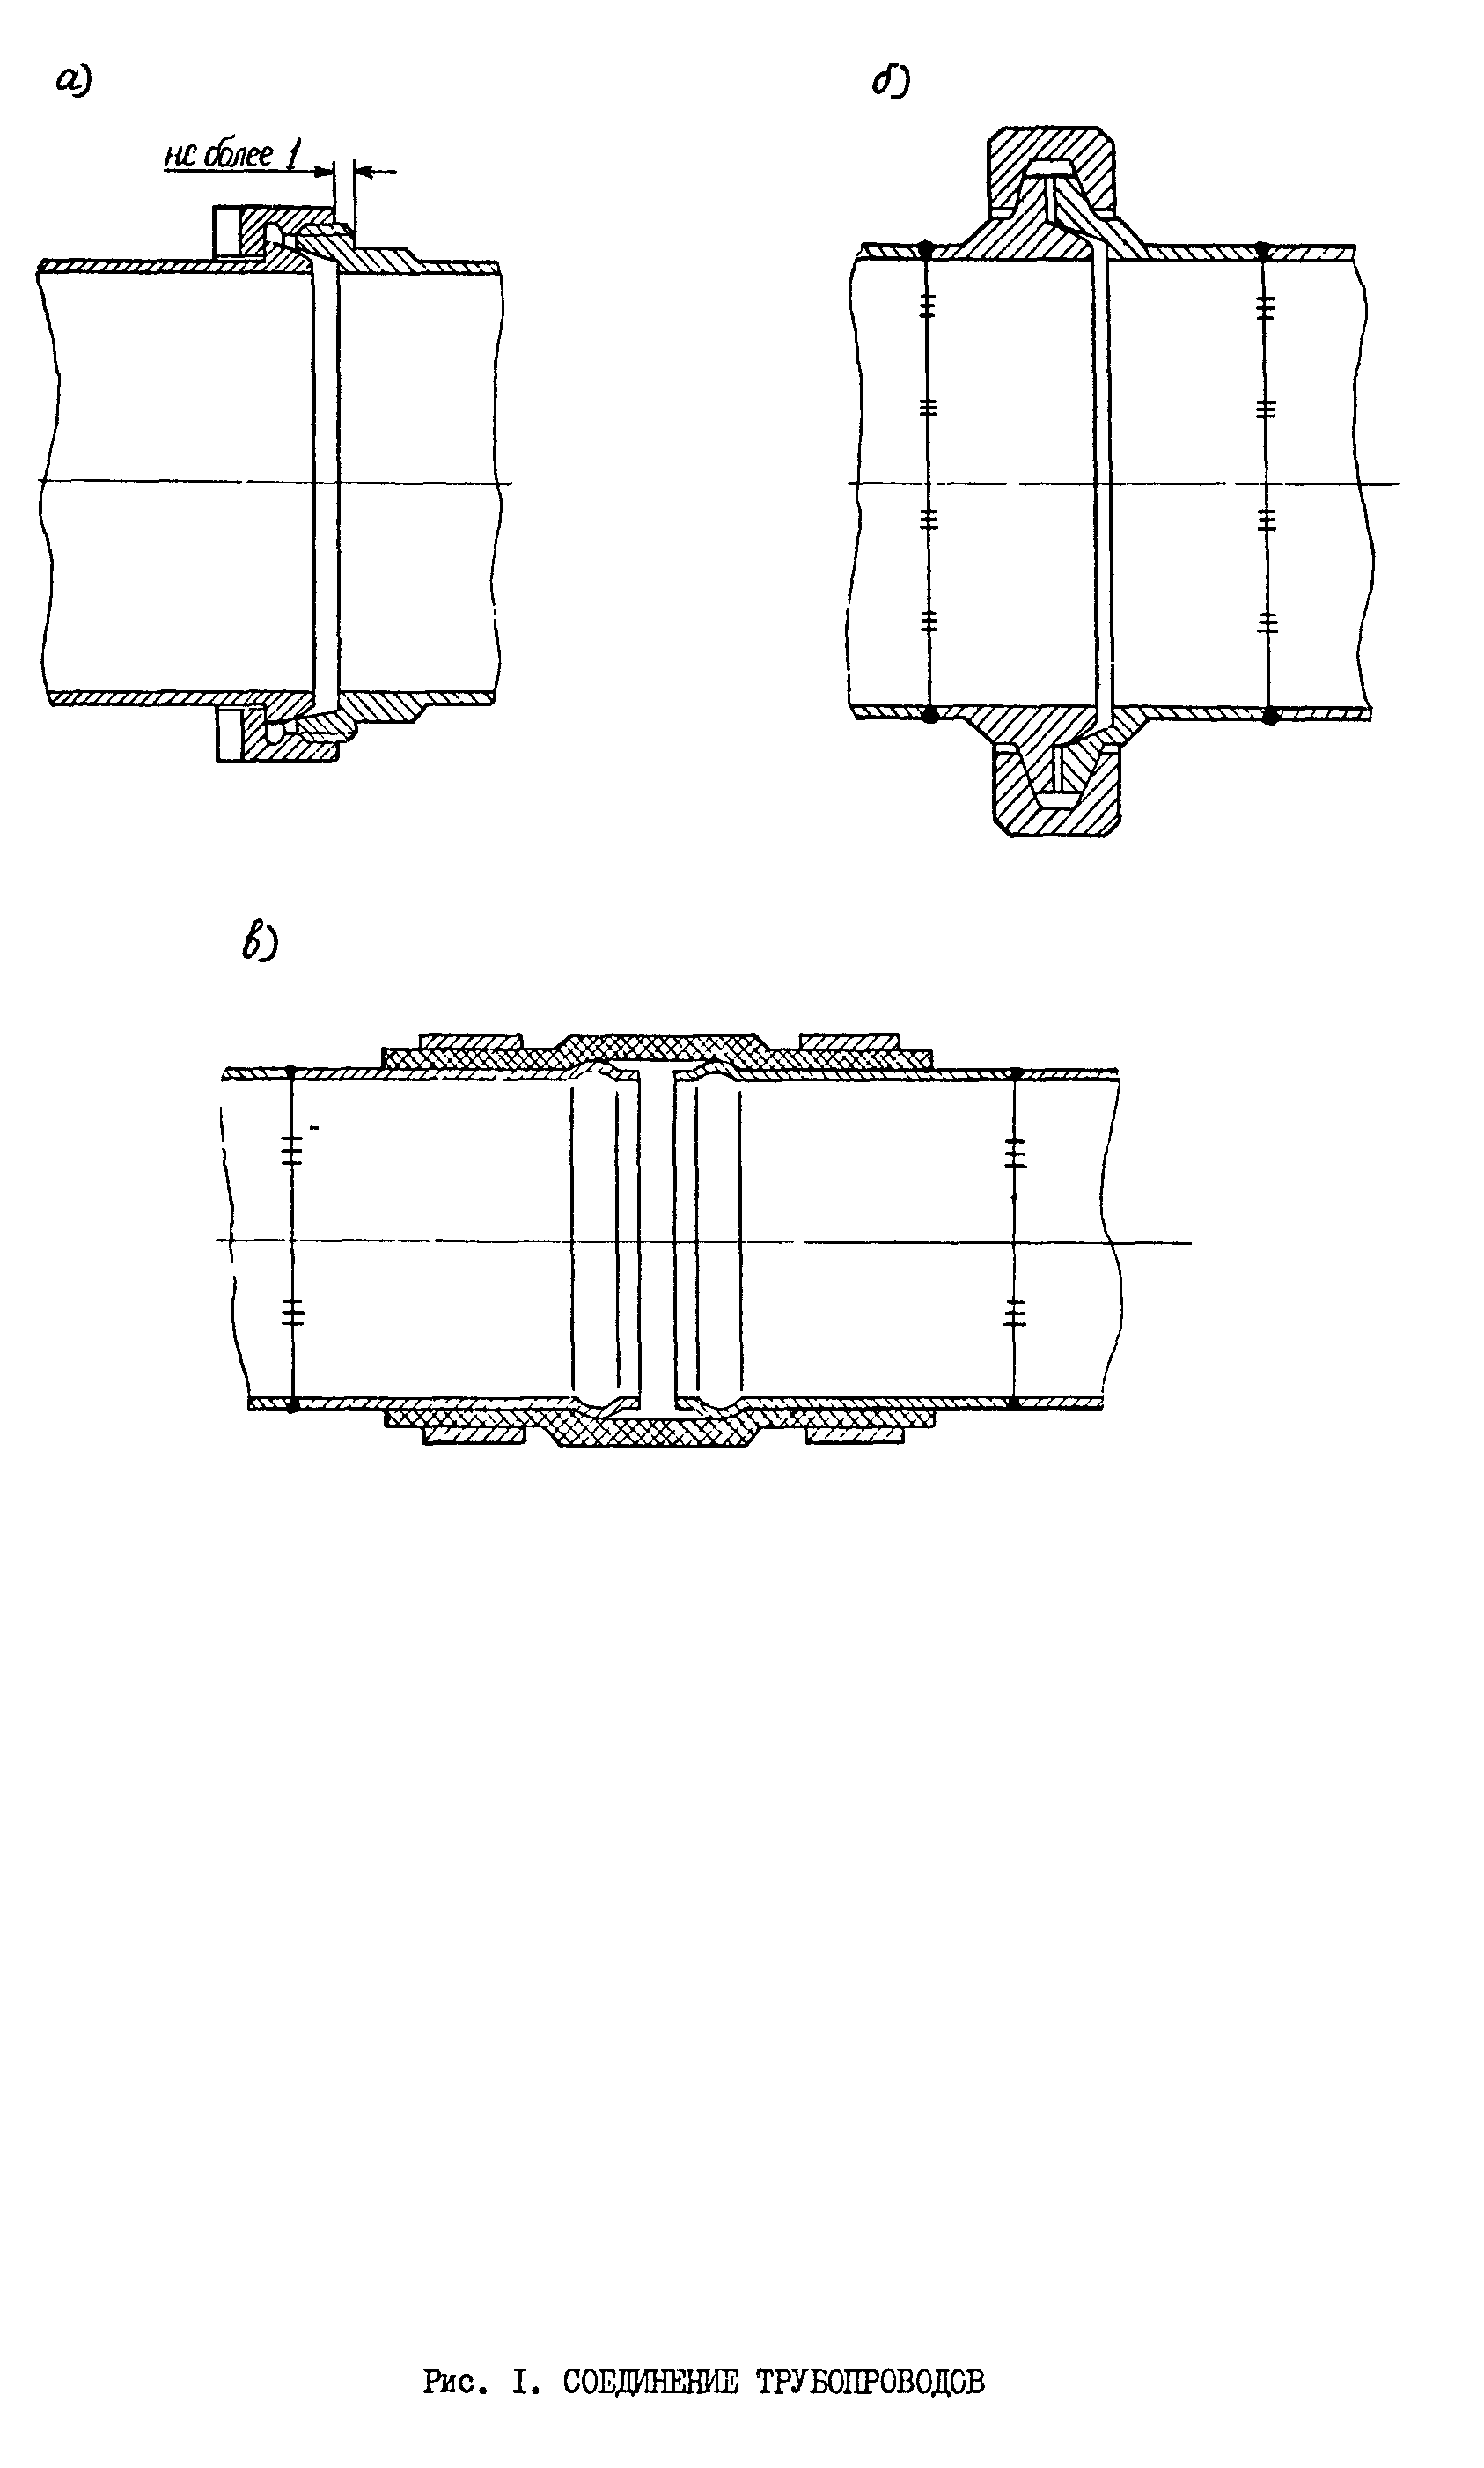 а)
б)
не более 1
в)
Рис. I. СОЕДИНЕНИЕ ТРУБОПРОВОДОВ